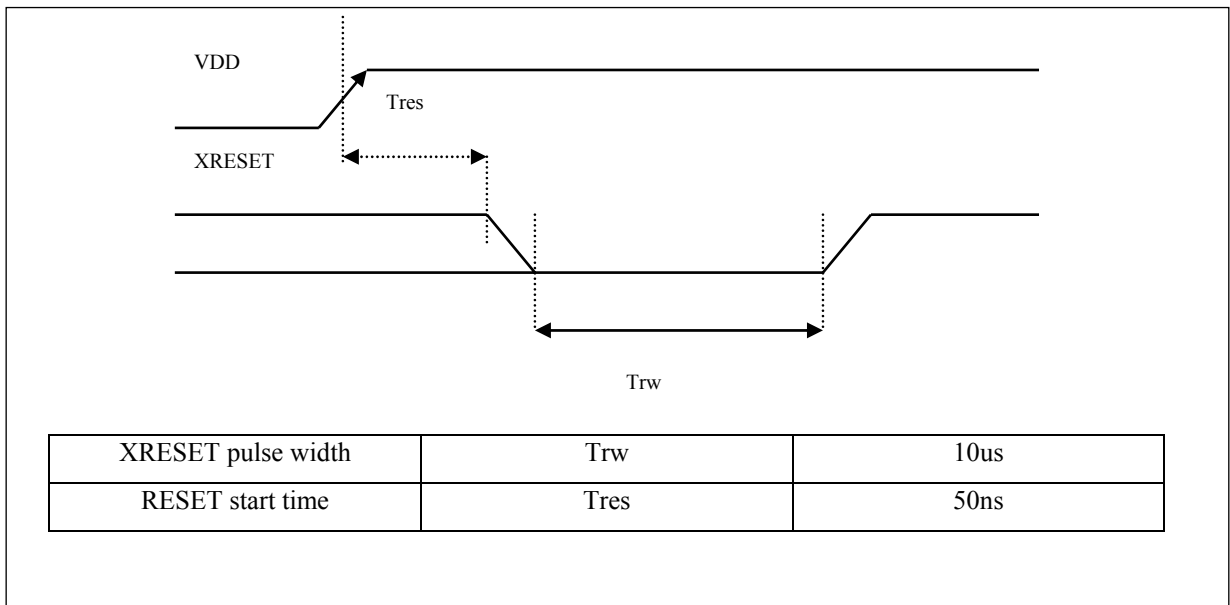 VDD
Tres
XRESET
Trw
XRESET pulse width Trw 10us
RESET start time Tres 50ns